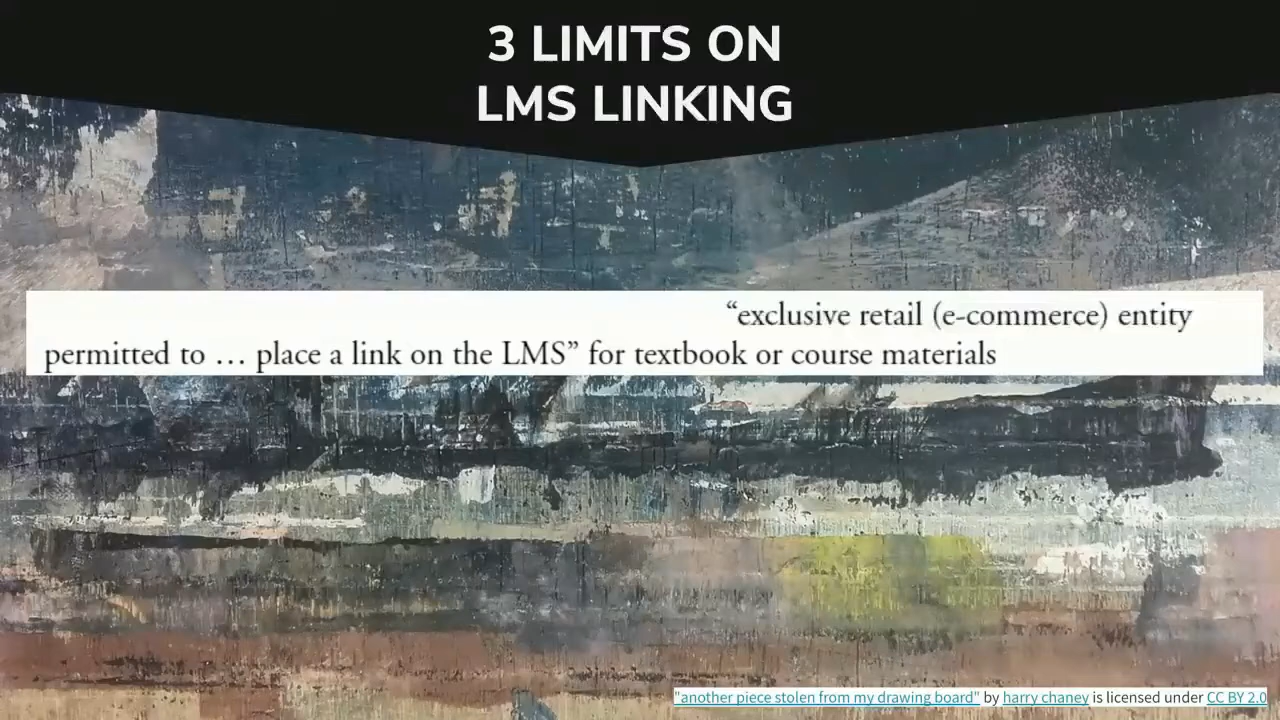 3 LIMITS ON
LMS LINKING
“exclusive retail (e-commerce) entity
permitted to … place a link on the LMS” for textbook or course materials
"another piece stolen from my drawing board" by harry chaney is licensed under CC BY 2.0